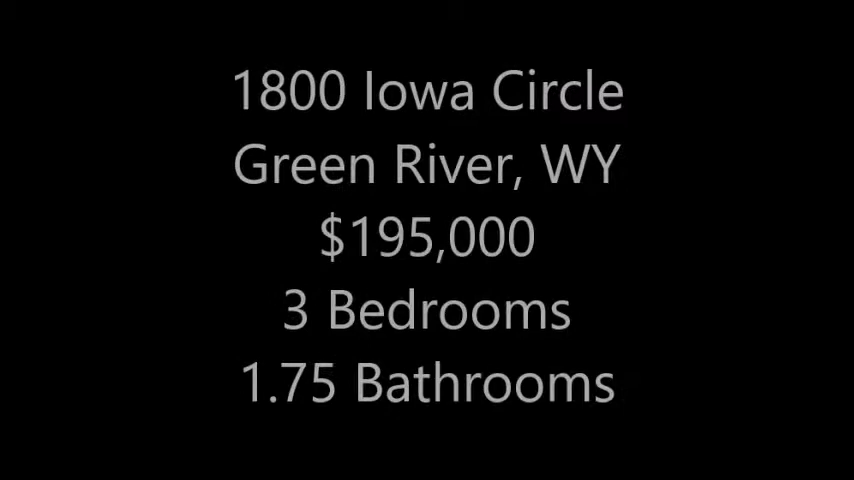 1800 Iowa Circle
Green River, WY
$195,000
3 Bedrooms
1.75 Bathrooms